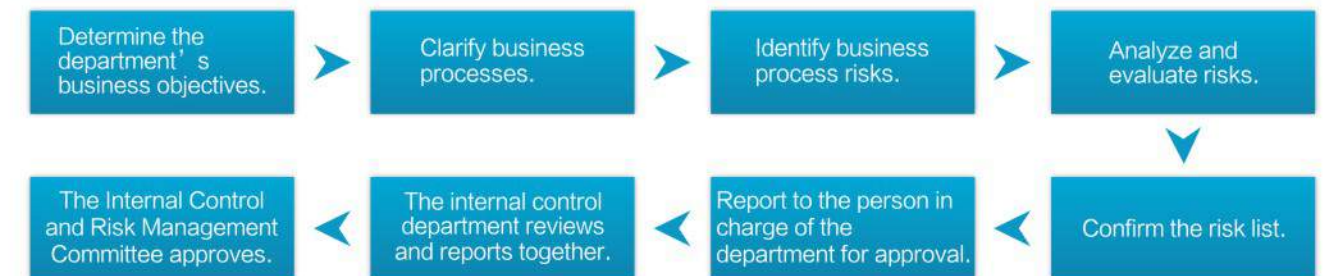 Determine the
department's
business objectives.
Clarify business
processes.
Identify business
process risks.
Analyze and
evaluate risks.
Confirm the risk list.
Report to the person in
charge of the
department for approval.
The internal control
department reviews
and reports together.
The Internal Control
and Risk Management
Committee approves.